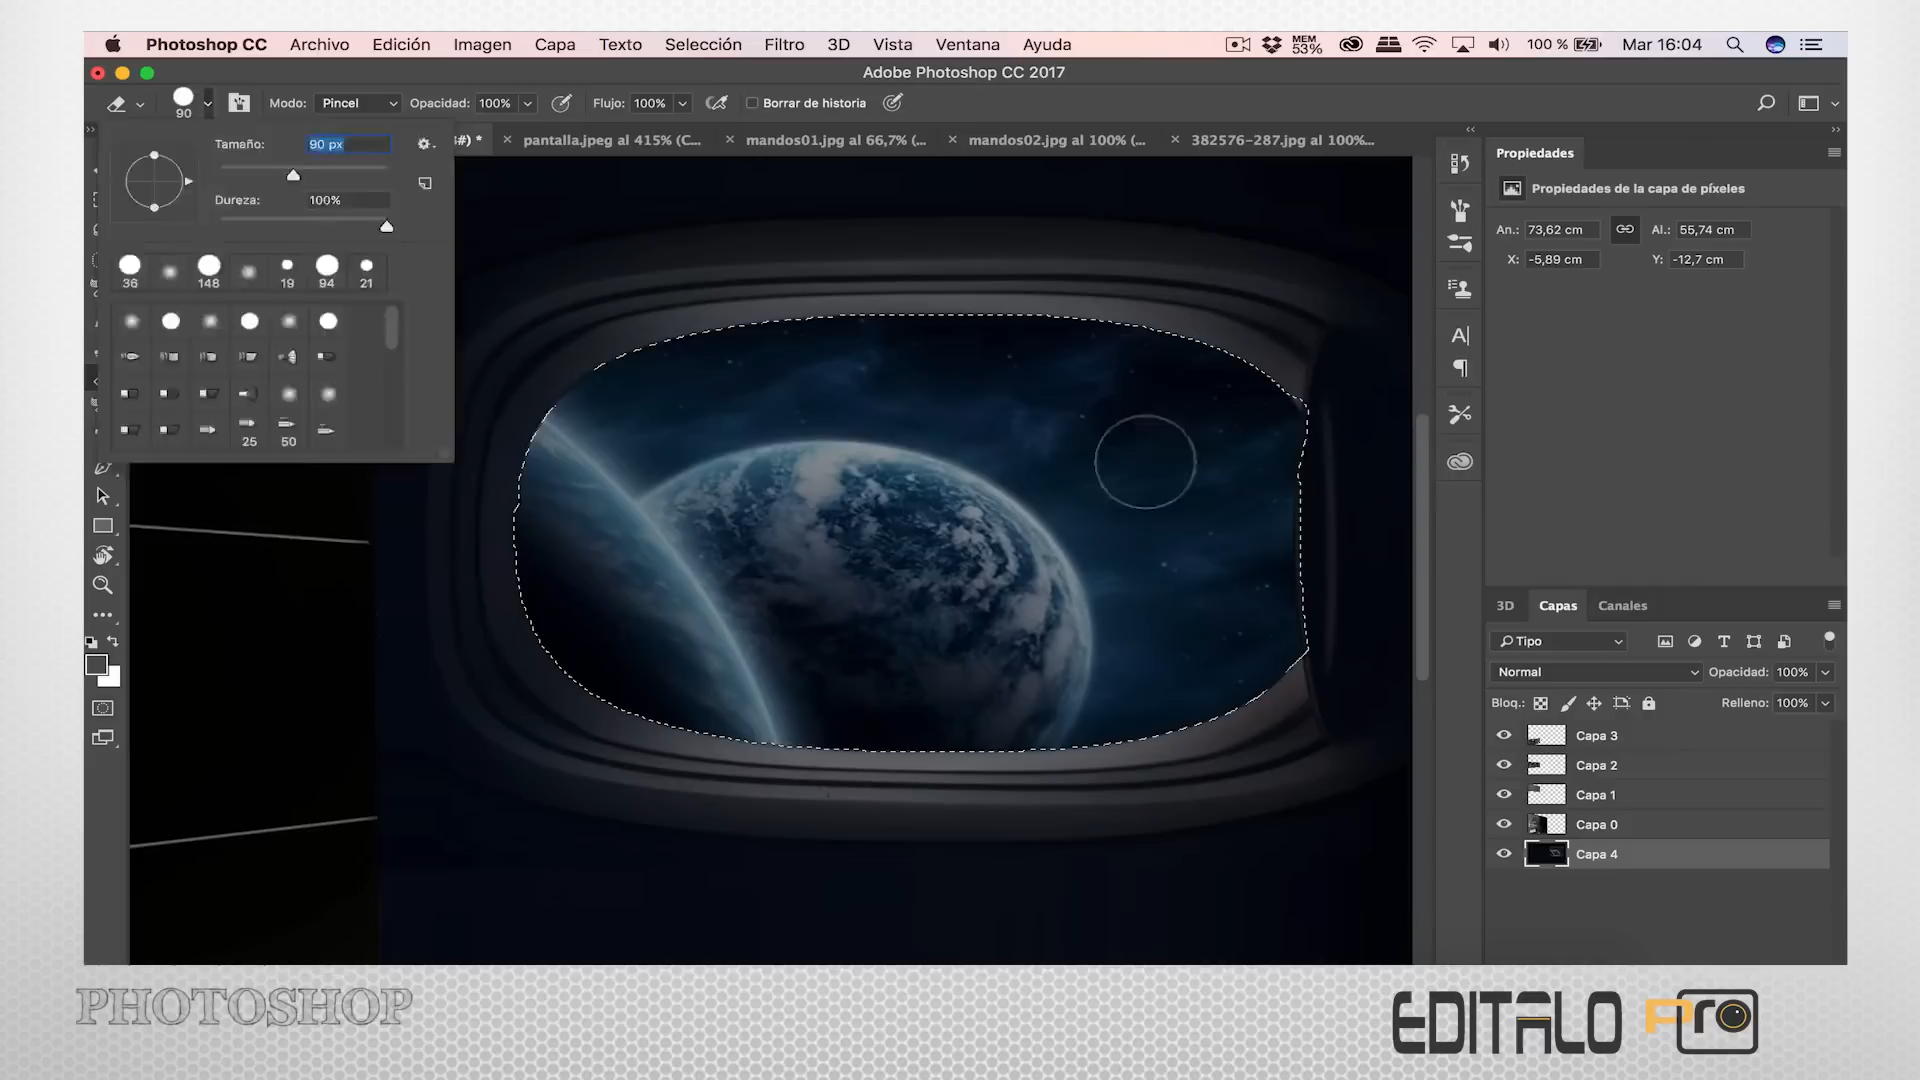 Photoshop CC Archivo Edición Imagen Capa Texto Selección Filtro 3D Vista Ventana Ayuda MEM 53% 100 % Mar 16:04
Adobe Photoshop CC 2017
90 Modo: Pincel Opacidad: 100% Flujo: 100% Borrar de historia
Tamaño: 90 px
Dureza: 100%
36 148 19 94 21
25 50
#) * × pantalla.jpeg al 415% (C... × mandos01.jpg al 66,7% (... × mandos02.jpg al 100% (... × 382576-287.jpg al 100%...
Propiedades
Propiedades de la capa de píxeles
An.: 73,62 cm Al.: 55,74 cm
X: -5,89 cm Y: -12,7 cm
3D Capas Canales
Tipo
Normal Opacidad: 100%
Bloq.: Relleno: 100%
Capa 3
Capa 2
Capa 1
Capa 0
Capa 4
PHOTOSHOP
EDITALO Pro